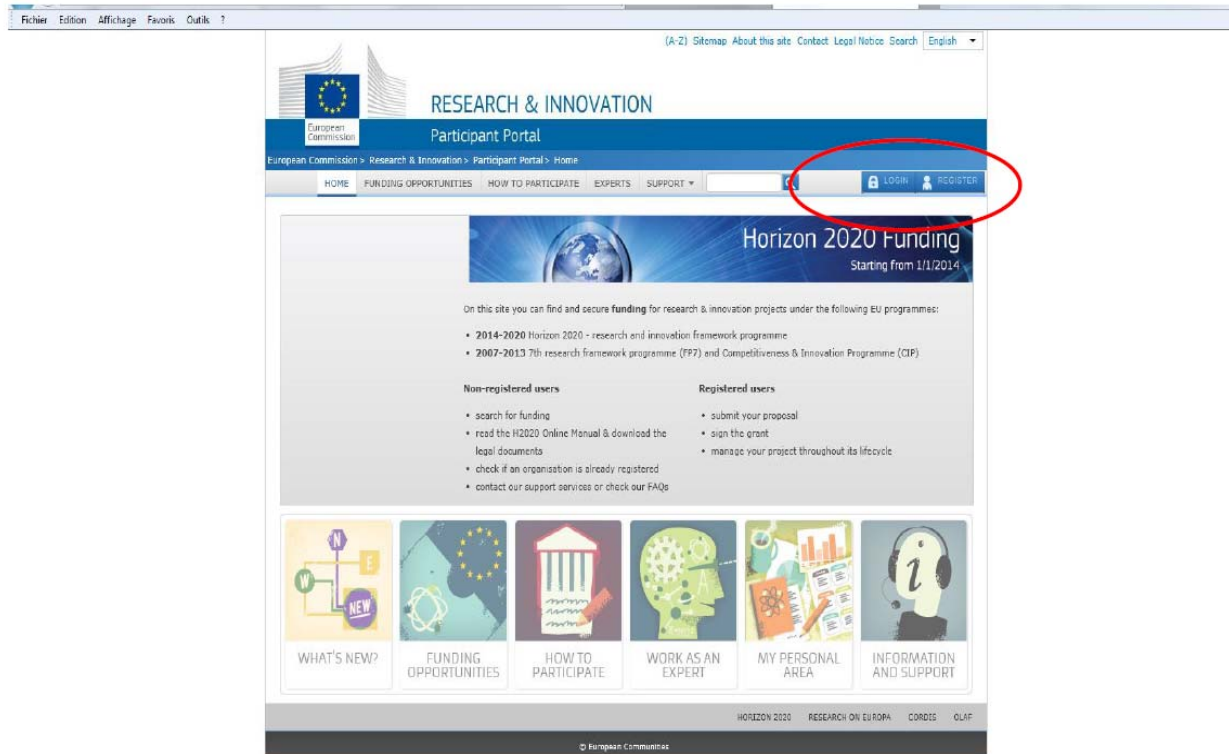 Fichier Edition Affichage Favoris Outils ?
(A-Z) Sitemap About this site Contact Legal Notice Search English
RESEARCH & INNOVATION
European
Commission
Participant Portal
European Commission > Research & Innovation > Participant Portal > Home
HOME FUNDING OPPORTUNITIES HOW TO PARTICIPATE EXPERTS SUPPORT LOGIN REGISTER
Horizon 2020 Funding
Starting from 1/1/2014
On this site you can find and secure funding for research & innovation projects under the following EU programmes:
• 2014-2020 Horizon 2020 - research and innovation framework programme
• 2007-2013 7th research framework programme (FP7) and Competitiveness & Innovation Programme (CIP)
Non-registered users
• search for funding
• read the H2020 Online Manual & download the
legal documents
• check if an organisation is already registered
• contact our support services or check our FAQs
Registered users
• submit your proposal
• sign the grant
• manage your project throughout its lifecycle
N
E
W
NEW
i
WHAT'S NEW?
FUNDING
OPPORTUNITIES
HOW TO
PARTICIPATE
WORK AS AN
EXPERT
MY PERSONAL
AREA
INFORMATION
AND SUPPORT
HORIZON 2020 RESEARCH ON EUROPA CORDIS OLAF
© European Communities